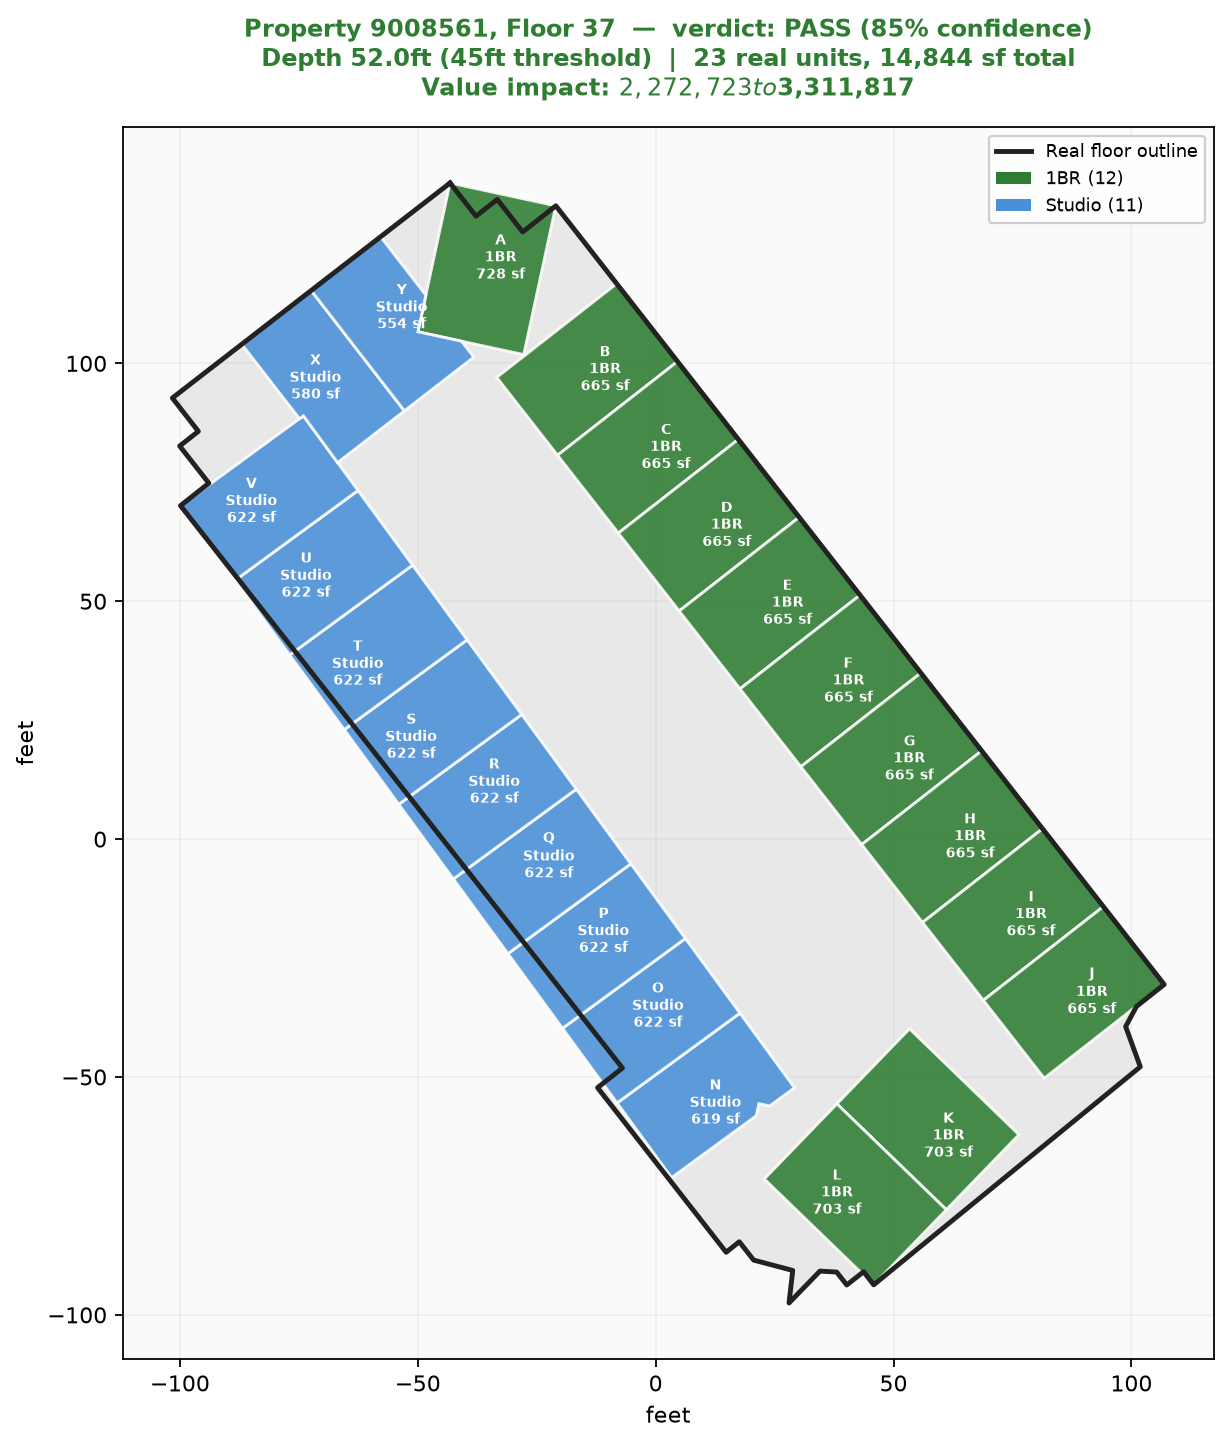 Property 9008561, Floor 37 — verdict: PASS (85% confidence)
Depth 52.0ft (45ft threshold) | 23 real units, 14,844 sf total
Value impact: 2,272,723to3,311,817
Real floor outline
1BR (12)
Studio (11)
A
1BR
728 sf
Y
Studio
554 sf
X
Studio
580 sf
B
1BR
665 sf
C
1BR
665 sf
V
Studio
622 sf
D
1BR
665 sf
U
Studio
622 sf
E
1BR
665 sf
T
Studio
622 sf
F
1BR
665 sf
S
Studio
622 sf
G
1BR
665 sf
R
Studio
622 sf
H
1BR
665 sf
Q
Studio
622 sf
I
1BR
665 sf
P
Studio
622 sf
J
1BR
665 sf
O
Studio
622 sf
N
Studio
619 sf
K
1BR
703 sf
L
1BR
703 sf
100
50
0
−50
−100
feet
−100
−50
0
50
100
feet